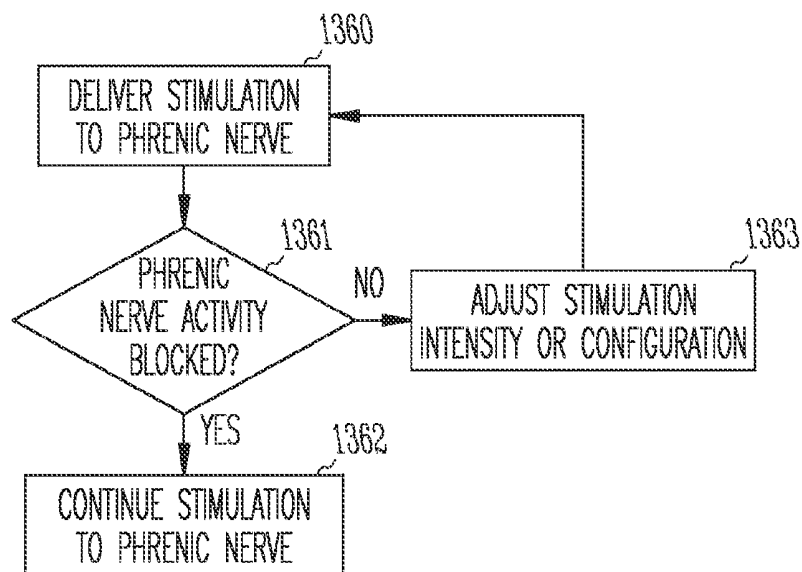 1360
DELIVER STIMULATION
TO PHRENIC NERVE
1361
PHRENIC
NERVE ACTIVITY
BLOCKED?
NO
1363
ADJUST STIMULATION
INTENSITY OR CONFIGURATION
YES
1362
CONTINUE STIMULATION
TO PHRENIC NERVE